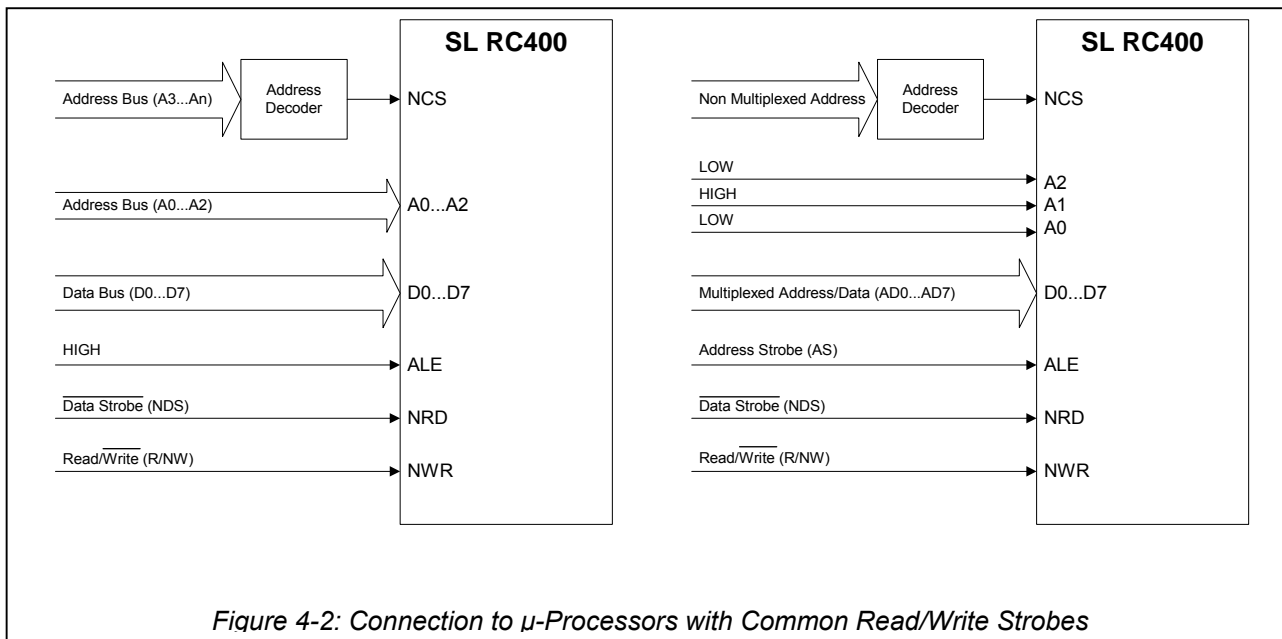 SL RC400
Address Bus (A3...An)
Address
Decoder
NCS
Address Bus (A0...A2)
A0...A2
Data Bus (D0...D7)
D0...D7
HIGH
ALE
Data Strobe (NDS)
NRD
Read/Write (R/NW)
NWR
SL RC400
Non Multiplexed Address
Address
Decoder
NCS
LOW
A2
HIGH
A1
LOW
A0
Multiplexed Address/Data (AD0...AD7)
D0...D7
Address Strobe (AS)
ALE
Data Strobe (NDS)
NRD
Read/Write (R/NW)
NWR
Figure 4-2: Connection to µ-Processors with Common Read/Write Strobes